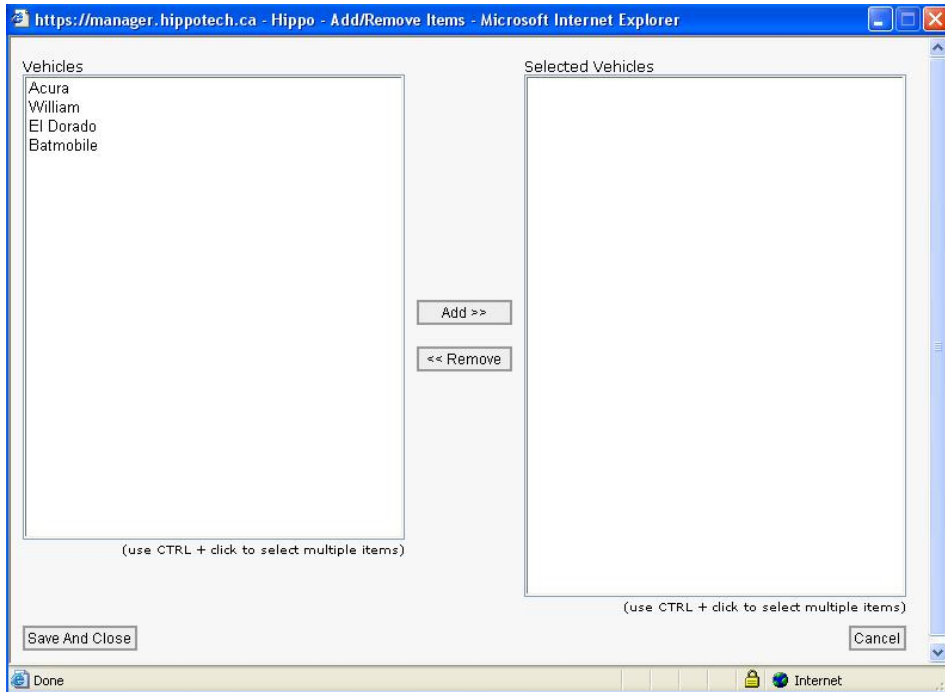 https://manager.hippotech.ca - Hippo - Add/Remove Items - Microsoft Internet Explorer
Vehicles
Acura
William
El Dorado
Batmobile
(use CTRL + click to select multiple items)
Add >>
<< Remove
Selected Vehicles
(use CTRL + click to select multiple items)
Save And Close
Cancel
Done
Internet